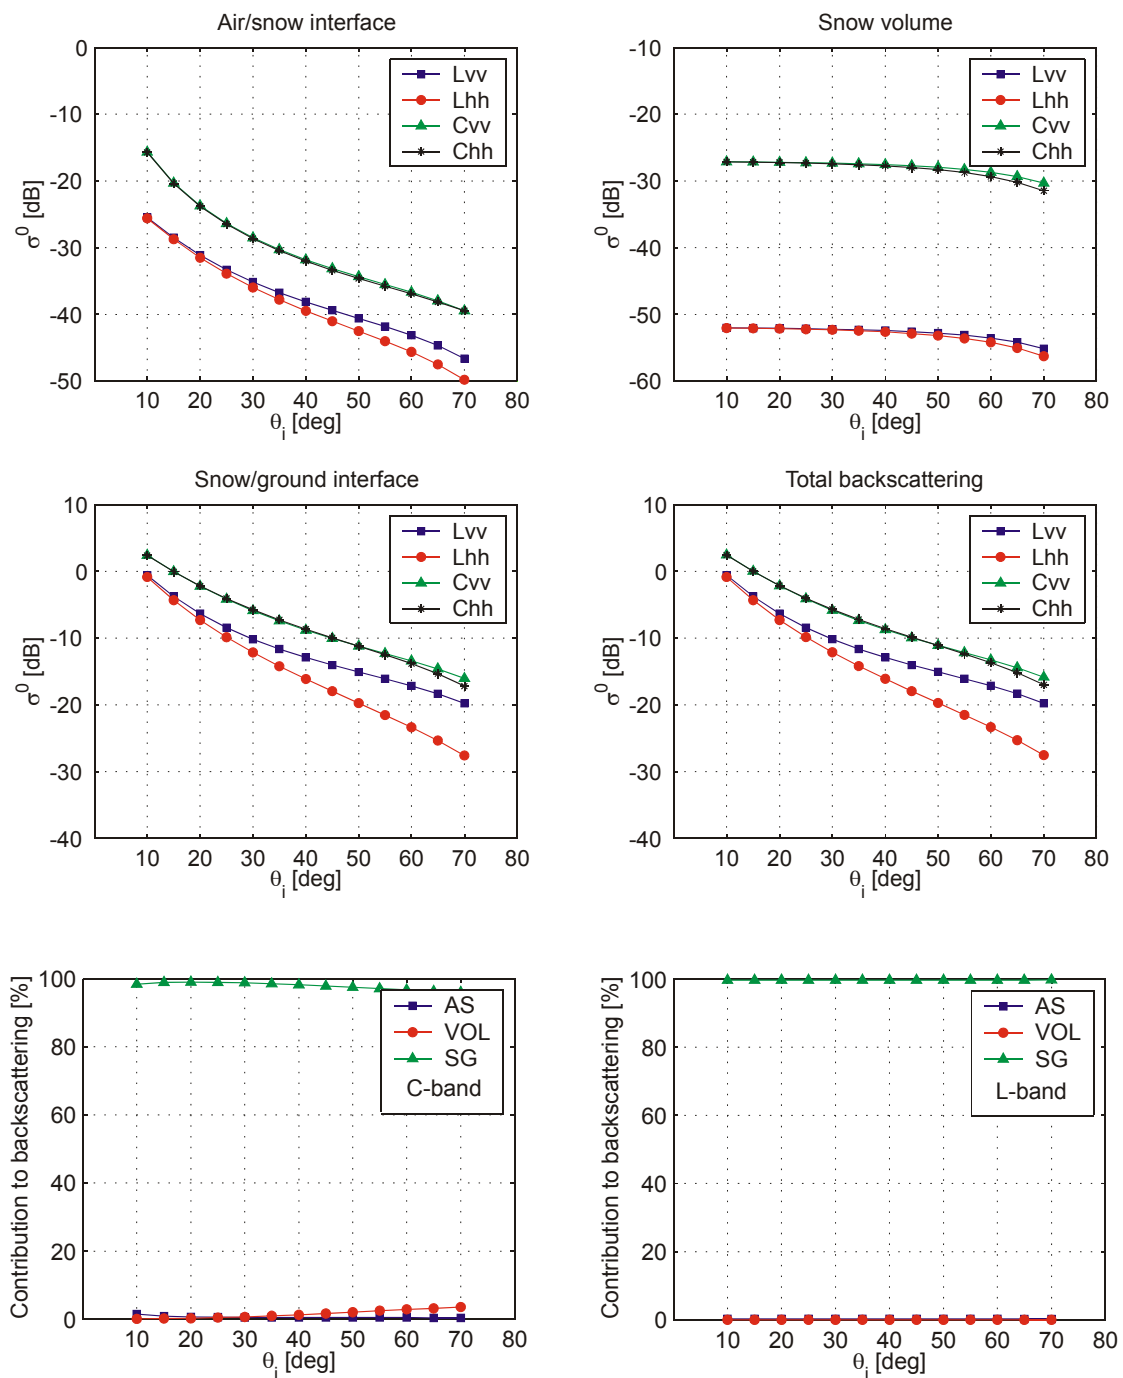 Air/snow interface
0
-10
-20
-30
-40
-50
σ⁰ [dB]
10 20 30 40 50 60 70 80
θi [deg]
Lvv
Lhh
Cvv
Chh
Snow volume
-10
-20
-30
-40
-50
-60
σ⁰ [dB]
10 20 30 40 50 60 70 80
θi [deg]
Lvv
Lhh
Cvv
Chh
Snow/ground interface
10
0
-10
-20
-30
-40
σ⁰ [dB]
10 20 30 40 50 60 70 80
θi [deg]
Lvv
Lhh
Cvv
Chh
Total backscattering
10
0
-10
-20
-30
-40
σ⁰ [dB]
10 20 30 40 50 60 70 80
θi [deg]
Lvv
Lhh
Cvv
Chh
100
80
60
40
20
0
Contribution to backscattering [%]
10 20 30 40 50 60 70 80
θi [deg]
AS
VOL
SG
C-band
100
80
60
40
20
0
Contribution to backscattering [%]
10 20 30 40 50 60 70 80
θi [deg]
AS
VOL
SG
L-band